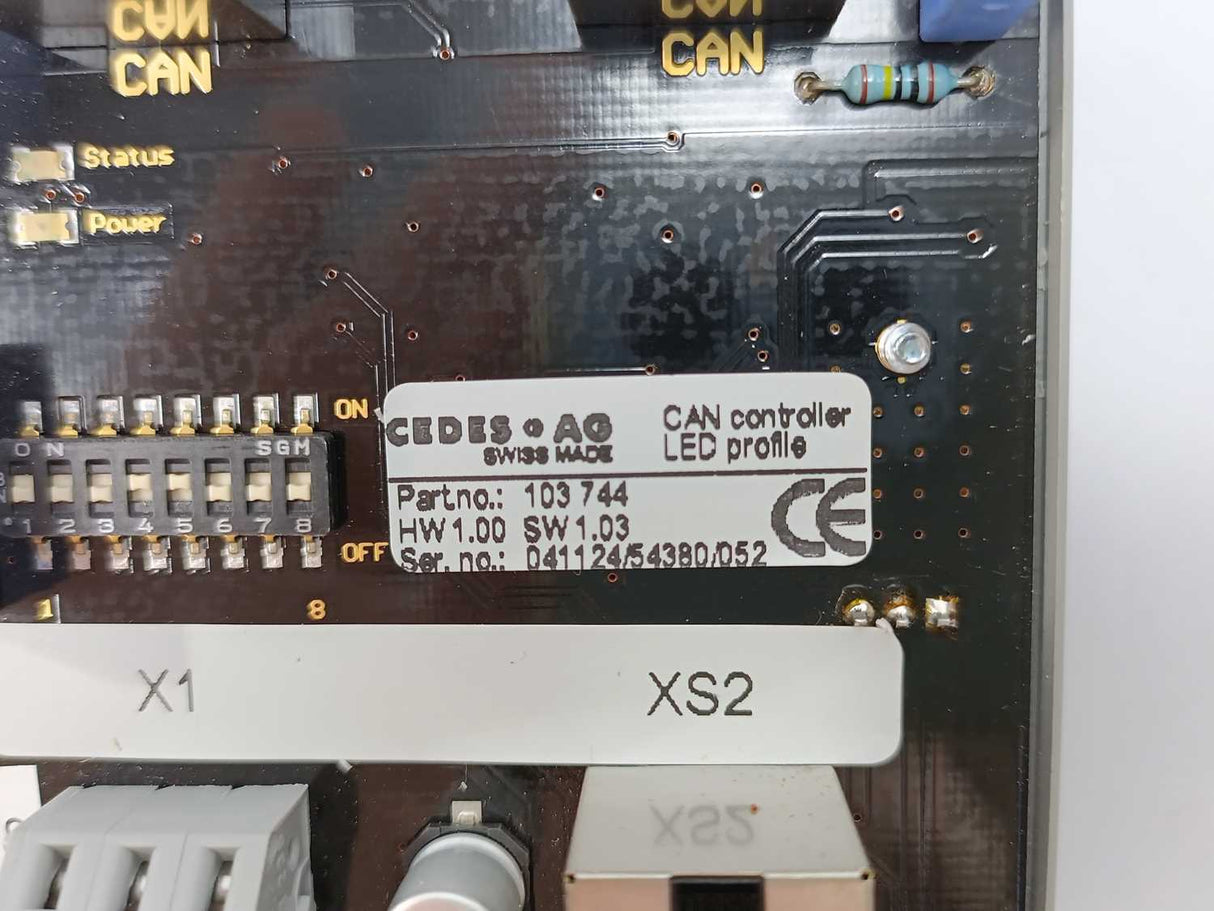 CAN CAN
CAN CAN
Status
Power
ON
ON SGM
1 2 3 4 5 6 7 8
OFF
1 8
CEDES AG
SWISS MADE
CAN controller
LED profile
Part no.: 103 744
HW 1.00 SW 1.03
Ser. no.: 041124/54380/052
CE
X1 XS2
XS2